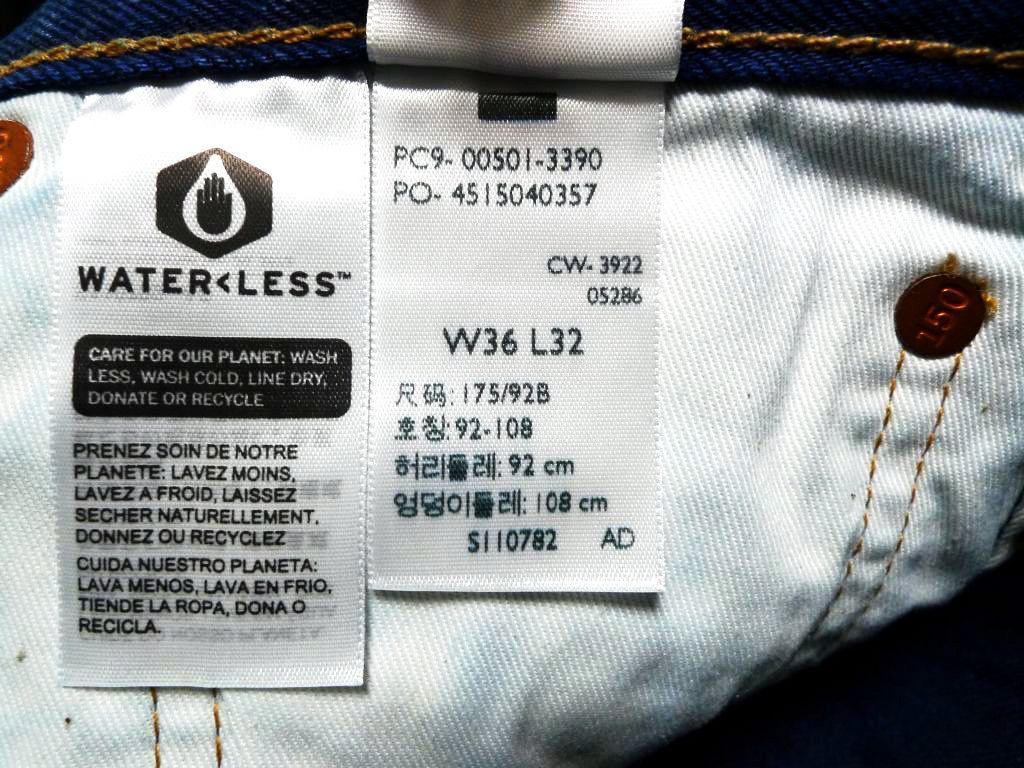 WATER<LESS™
CARE FOR OUR PLANET: WASH
LESS, WASH COLD, LINE DRY,
DONATE OR RECYCLE
PRENEZ SOIN DE NOTRE
PLANETE: LAVEZ MOINS,
LAVEZ A FROID, LAISSEZ
SECHER NATURELLEMENT,
DONNEZ OU RECYCLEZ
CUIDA NUESTRO PLANETA:
LAVA MENOS, LAVA EN FRIO,
TIENDE LA ROPA, DONA O
RECICLA.
PC9- 00501-3390
PO- 4515040357
CW- 3922
05286
W36 L32
尺码: 175/92B
호칭: 92-108
허리둘레: 92 cm
엉덩이둘레: 108 cm
S110782 AD
150